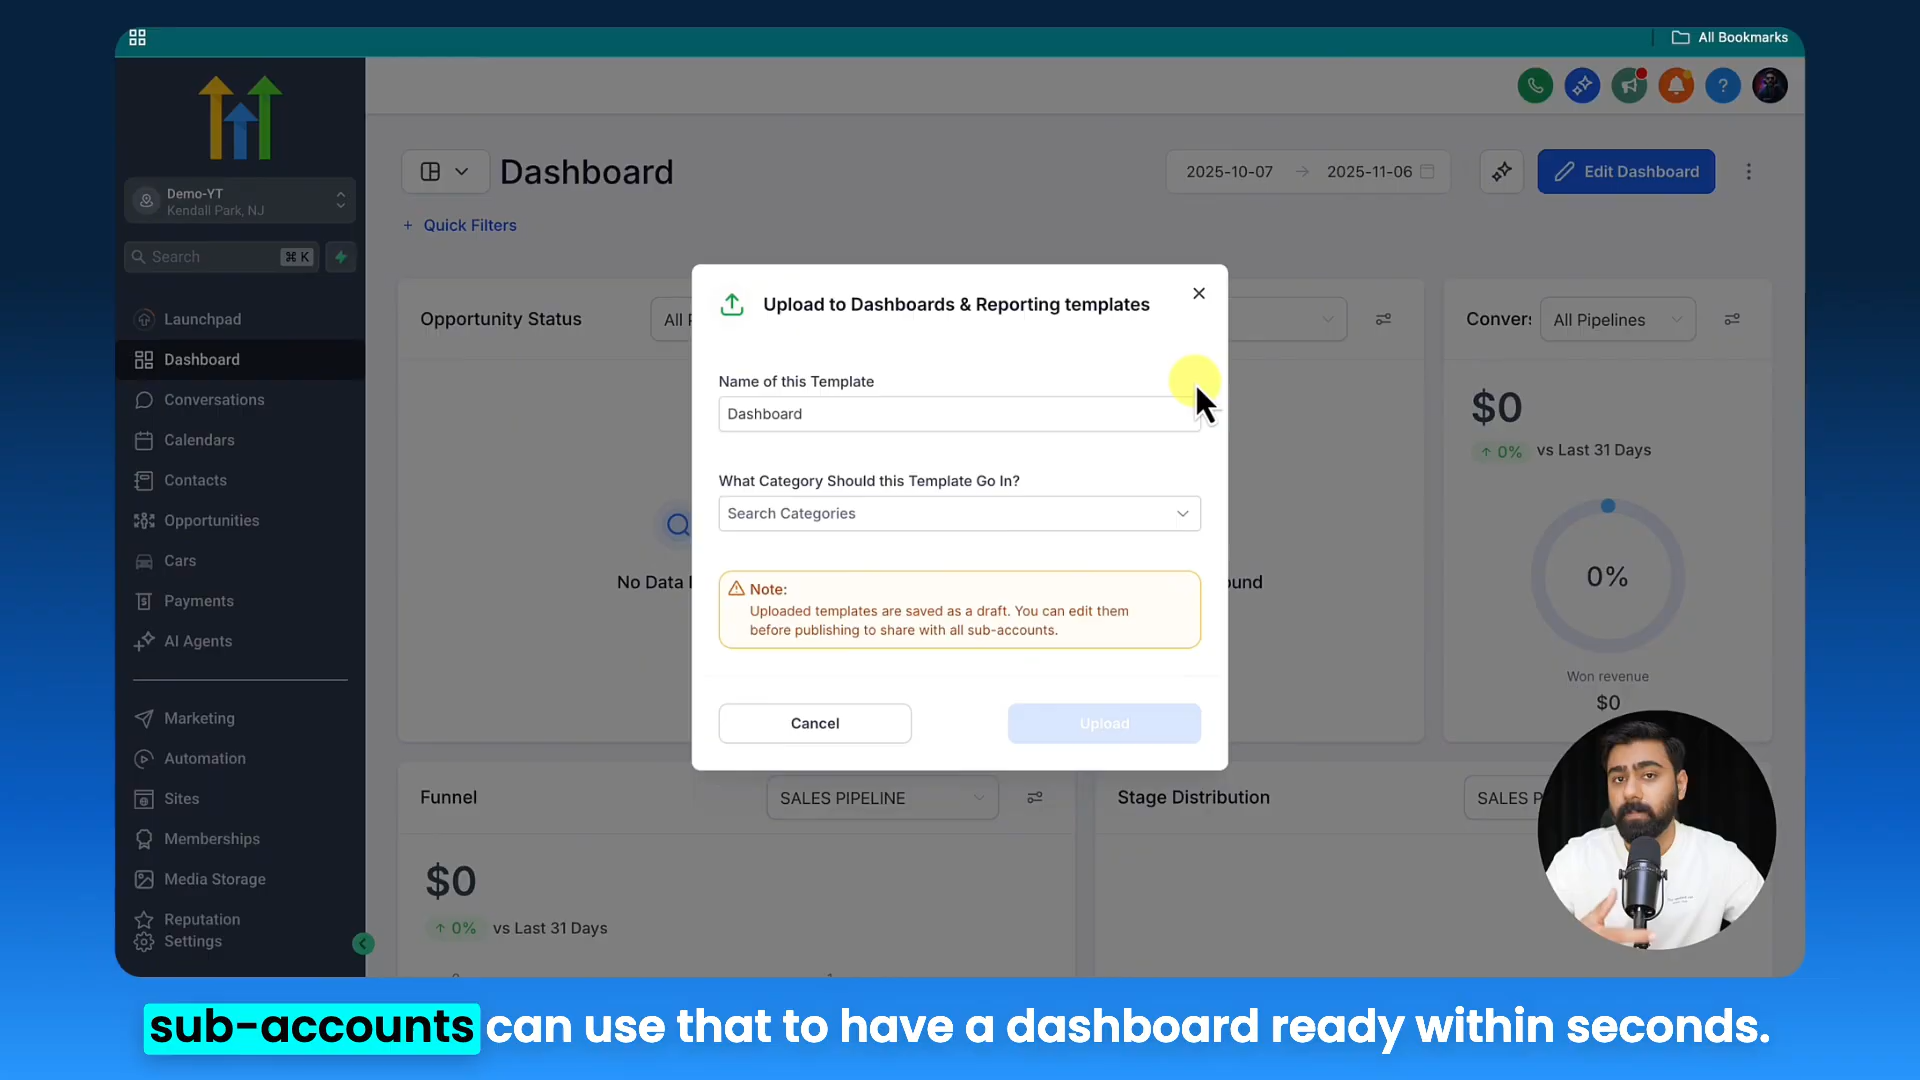 All Bookmarks
Demo-YT
Kendall Park, NJ
Search
⌘ K
Launchpad
Dashboard
Conversations
Calendars
Contacts
Opportunities
Cars
Payments
AI Agents
Marketing
Automation
Sites
Memberships
Media Storage
Reputation
Settings
?
Dashboard
2025-10-07 → 2025-11-06
Edit Dashboard
+ Quick Filters
Opportunity Status
All
No Data
Convers
All Pipelines
$0
↑ 0% vs Last 31 Days
0%
Won revenue
$0
Upload to Dashboards & Reporting templates
Name of this Template
Dashboard
What Category Should this Template Go In?
Search Categories
Note:
Uploaded templates are saved as a draft. You can edit them
before publishing to share with all sub-accounts.
Cancel
Upload
Funnel
SALES PIPELINE
$0
↑ 0% vs Last 31 Days
Stage Distribution
SALES P
sub-accounts can use that to have a dashboard ready within seconds.